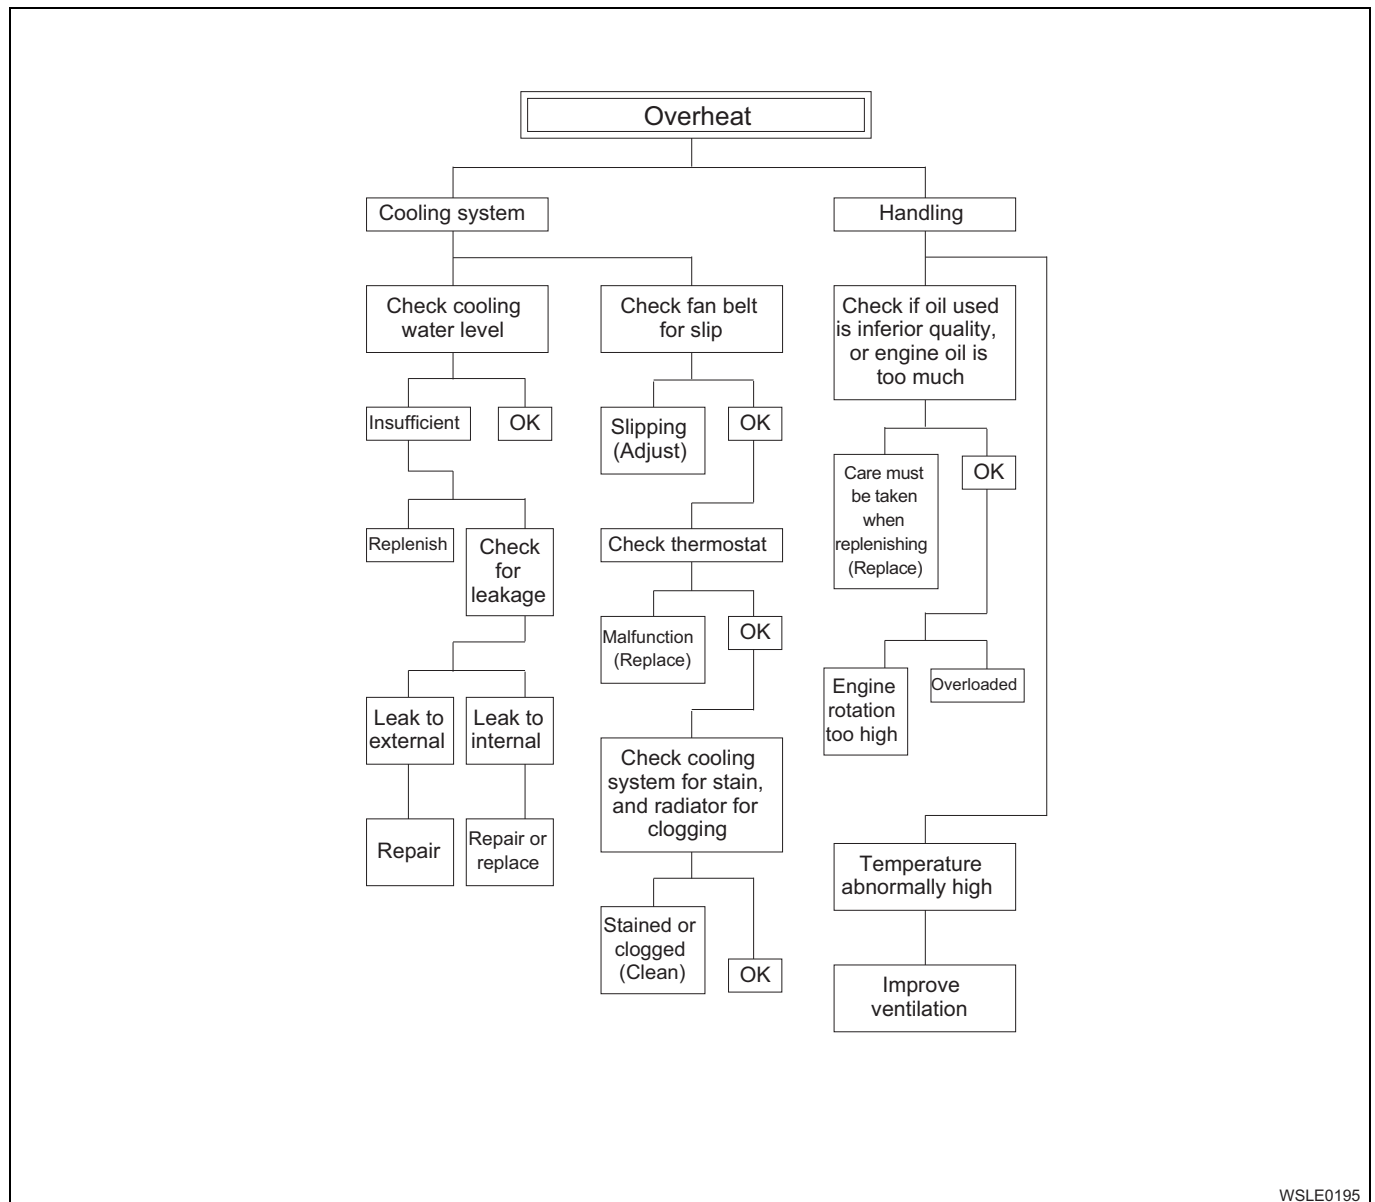 Overheat
Cooling system
Handling
Check cooling
water level
Check fan belt
for slip
Check if oil used
is inferior quality,
or engine oil is
too much
Insufficient
OK
Slipping
(Adjust)
OK
Care must
be taken
when
replenishing
(Replace)
OK
Replenish
Check
for
leakage
Check thermostat
Malfunction
(Replace)
OK
Engine
rotation
too high
Overloaded
Leak to
external
Leak to
internal
Check cooling
system for stain,
and radiator for
clogging
Repair
Repair or
replace
Temperature
abnormally high
Stained or
clogged
(Clean)
OK
Improve
ventilation
WSLE0195